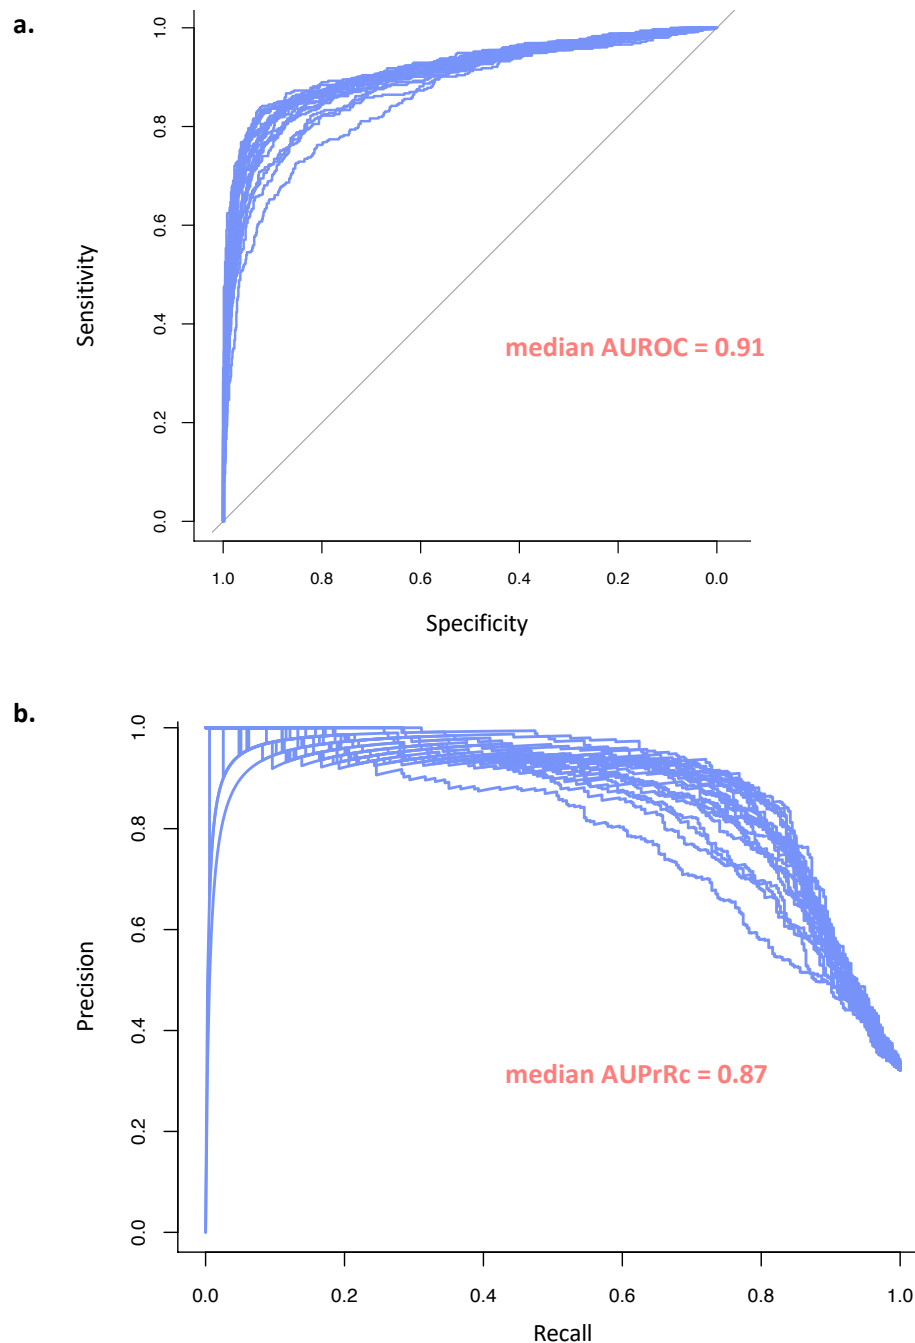 a.
1.0
0.8
0.6
0.4
0.2
0.0
Sensitivity
median AUROC = 0.91
1.0 0.8 0.6 0.4 0.2 0.0
Specificity
b.
1.0
0.8
0.6
0.4
0.2
0.0
Precision
median AUPrRc = 0.87
0.0 0.2 0.4 0.6 0.8 1.0
Recall